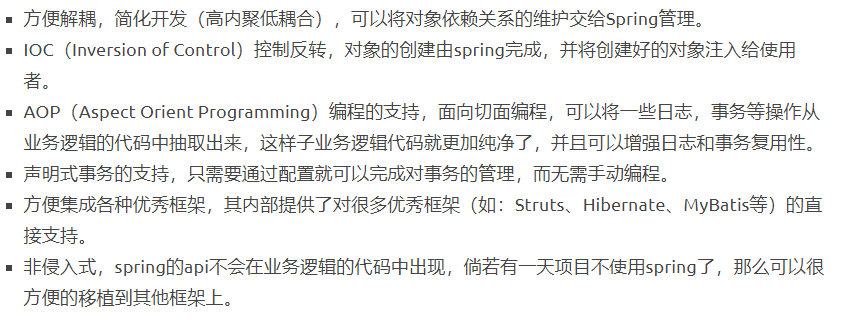 方便解耦，简化开发（高内聚低耦合），可以将对象依赖关系的维护交给Spring管理。
IOC（Inversion of Control）控制反转，对象的创建由spring完成，并将创建好的对象注入给使用
者。
AOP（Aspect Orient Programming）编程的支持，面向切面编程，可以将一些日志，事务等操作从
业务逻辑的代码中抽取出来，这样子业务逻辑代码就更加纯净了，并且可以增强日志和事务复用性。
声明式事务的支持，只需要通过配置就可以完成对事务的管理，而无需手动编程。
方便集成各种优秀框架，其内部提供了对很多优秀框架（如：Struts、Hibernate、MyBatis等）的直
接支持。
非侵入式，spring的api不会在业务逻辑的代码中出现，倘若有一天项目不使用spring了，那么可以很
方便的移植到其他框架上。